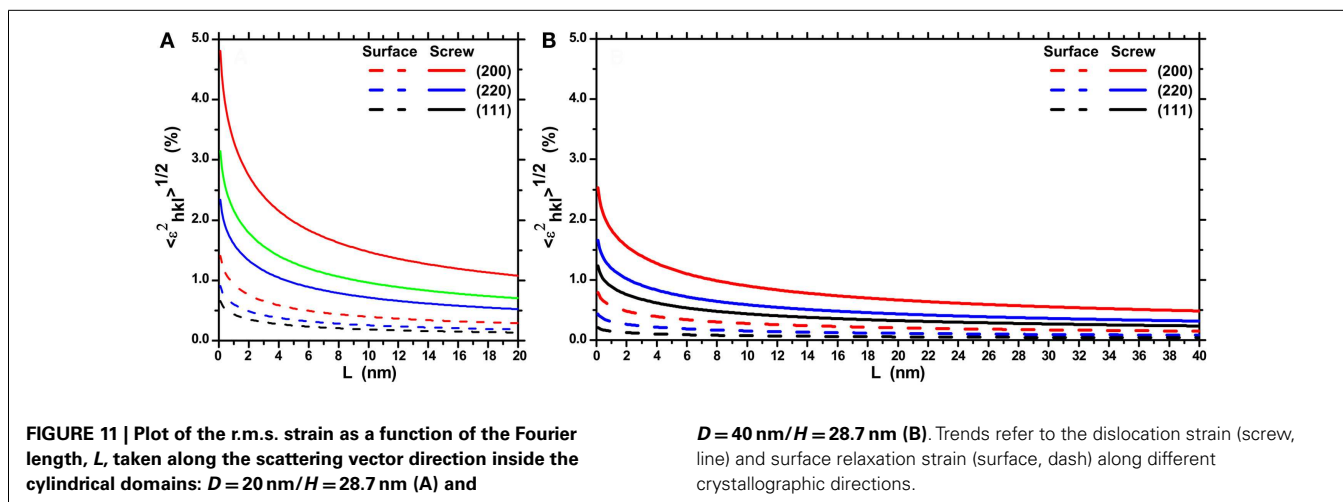 A
5.0
4.0
3.0
2.0
1.0
0.0
<ε² hkl>^1/2 (%)
Surface Screw
(200)
(220)
(111)
0 2 4 6 8 10 12 14 16 18 20
L (nm)
B
5.0
4.0
3.0
2.0
1.0
0.0
<ε² hkl>^1/2 (%)
Surface Screw
(200)
(220)
(111)
0 2 4 6 8 10 12 14 16 18 20 22 24 26 28 30 32 34 36 38 40
L (nm)
FIGURE 11 | Plot of the r.m.s. strain as a function of the Fourier
length, L, taken along the scattering vector direction inside the
cylindrical domains: D = 20 nm/H = 28.7 nm (A) and
D = 40 nm/H = 28.7 nm (B). Trends refer to the dislocation strain (screw,
line) and surface relaxation strain (surface, dash) along different
crystallographic directions.